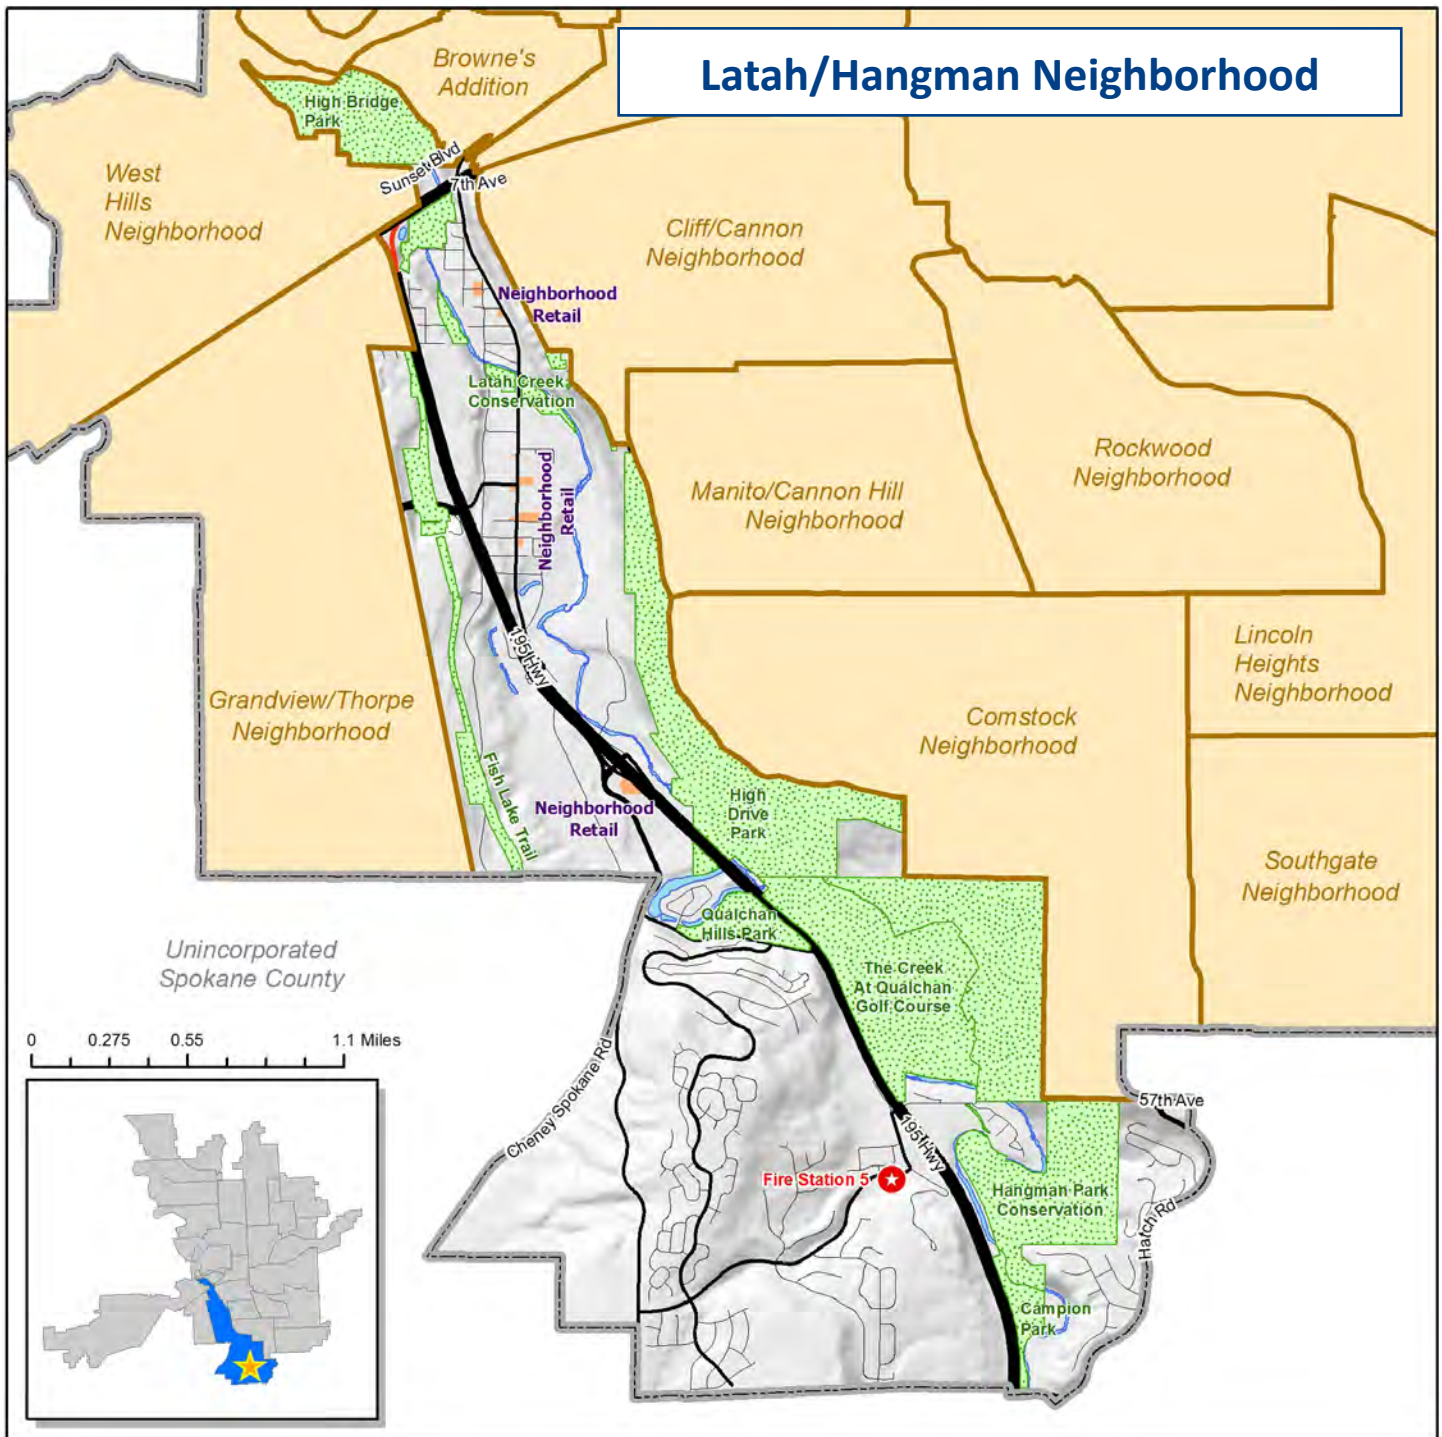 Latah/Hangman Neighborhood
Browne's
Addition
High Bridge
Park
Sunset Blvd
7th Ave
West
Hills
Neighborhood
Cliff/Cannon
Neighborhood
Neighborhood
Retail
Latah Creek
Conservation
Rockwood
Neighborhood
Manito/Cannon Hill
Neighborhood
Neighborhood
Retail
195 Hwy
Lincoln
Heights
Neighborhood
Grandview/Thorpe
Neighborhood
Comstock
Neighborhood
Fish Lake Trail
Neighborhood
Retail
High
Drive
Park
Southgate
Neighborhood
Qualchan
Hills Park
Unincorporated
Spokane County
The Creek
At Qualchan
Golf Course
0 0.275 0.55 1.1 Miles
Cheney Spokane Rd
57th Ave
195 Hwy
Fire Station 5
Hangman Park
Conservation
Hatch Rd
Campion
Park